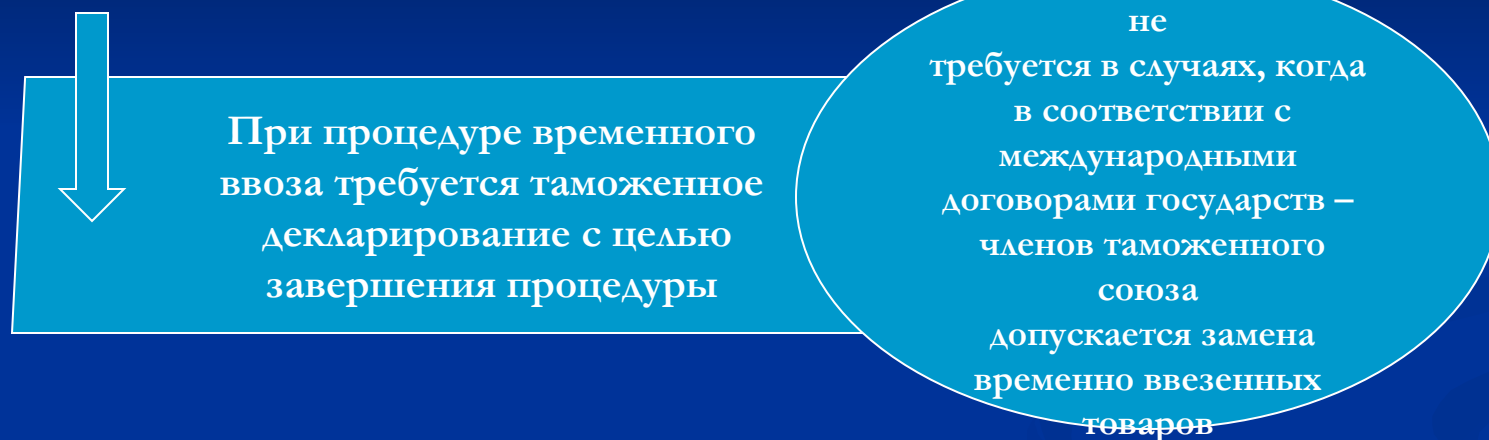 При процедуре временного
ввоза требуется таможенное
декларирование с целью
завершения процедуры
не
требуется в случаях, когда
в соответствии с
международными
договорами государств –
членов таможенного
союза
допускается замена
временно ввезенных
товаров